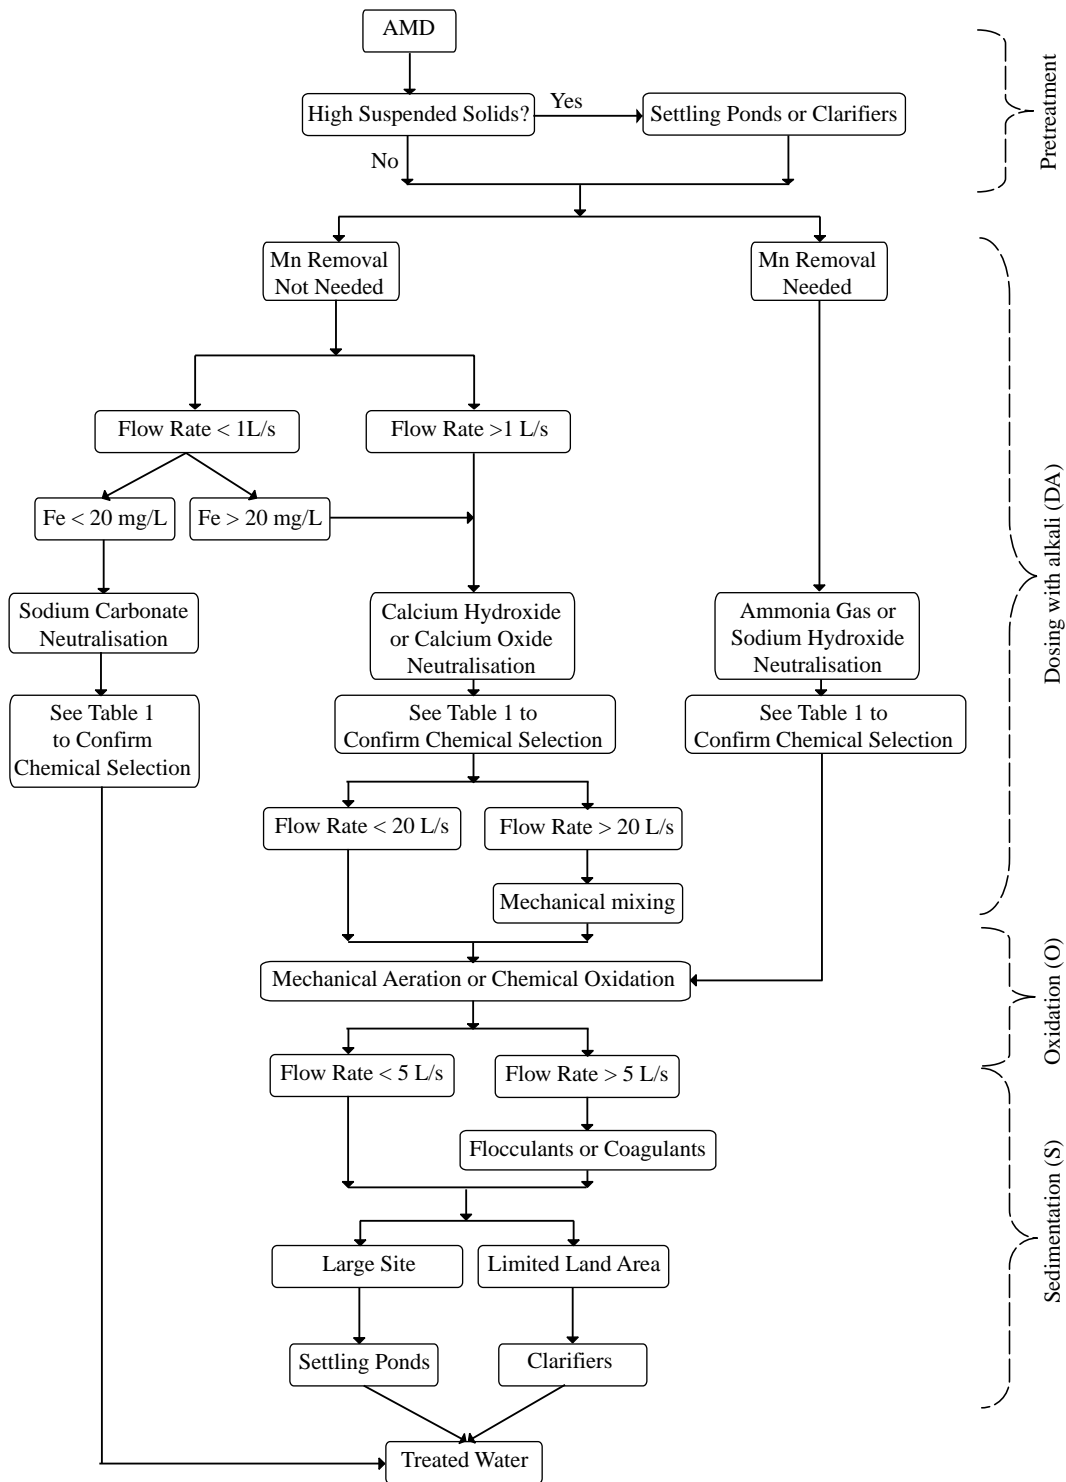 AMD
High Suspended Solids?
Yes
Settling Ponds or Clarifiers
No
Pretreatment
Mn Removal
Not Needed
Mn Removal
Needed
Flow Rate < 1L/s
Flow Rate >1 L/s
Fe < 20 mg/L
Fe > 20 mg/L
Sodium Carbonate
Neutralisation
Calcium Hydroxide
or Calcium Oxide
Neutralisation
Ammonia Gas or
Sodium Hydroxide
Neutralisation
See Table 1
to Confirm
Chemical Selection
See Table 1 to
Confirm Chemical Selection
See Table 1 to
Confirm Chemical Selection
Flow Rate < 20 L/s
Flow Rate > 20 L/s
Mechanical mixing
Dosing with alkali (DA)
Mechanical Aeration or Chemical Oxidation
Oxidation (O)
Flow Rate < 5 L/s
Flow Rate > 5 L/s
Flocculants or Coagulants
Large Site
Limited Land Area
Settling Ponds
Clarifiers
Sedimentation (S)
Treated Water